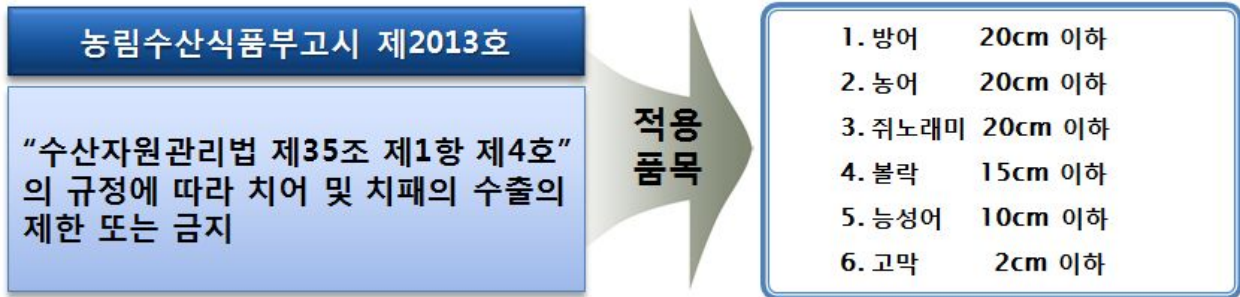 농림수산식품부고시 제2013호
“수산자원관리법 제35조 제1항 제4호”
의 규정에 따라 치어 및 치패의 수출의
제한 또는 금지
적용
품목
1. 방어 20cm 이하
2. 농어 20cm 이하
3. 쥐노래미 20cm 이하
4. 볼락 15cm 이하
5. 능성어 10cm 이하
6. 고막 2cm 이하